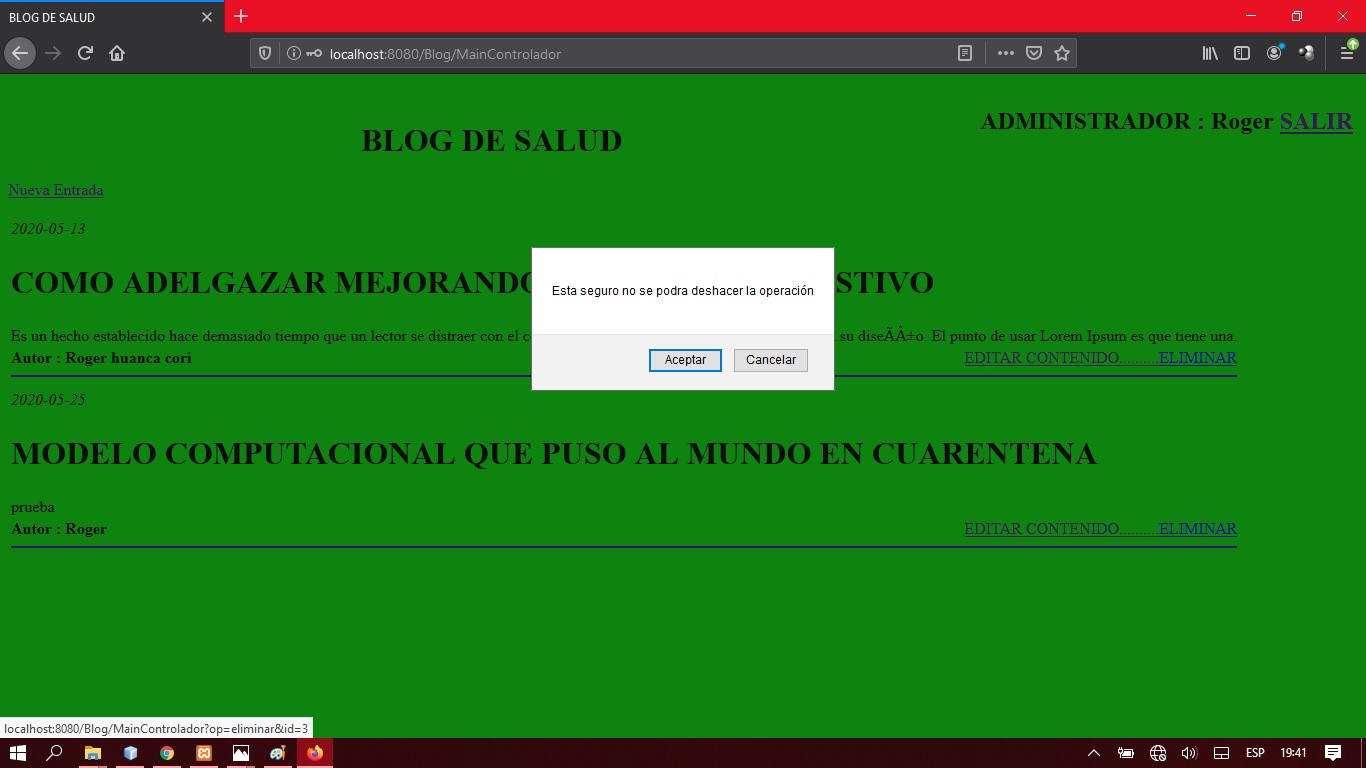 BLOG DE SALUD
localhost:8080/Blog/MainControlador
ADMINISTRADOR : Roger SALIR
BLOG DE SALUD
Nueva Entrada
2020-05-13
COMO ADELGAZAR MEJORANDO STIVO
Esta seguro no se podra deshacer la operación
Aceptar Cancelar
Es un hecho establecido hace demasiado tiempo que un lector se distraer con el su diseÃÂ±o. El punto de usar Lorem Ipsum es que tiene una.
Autor : Roger huanca cori EDITAR CONTENIDO..........ELIMINAR
2020-05-25
MODELO COMPUTACIONAL QUE PUSO AL MUNDO EN CUARENTENA
prueba
Autor : Roger EDITAR CONTENIDO..........ELIMINAR
localhost:8080/Blog/MainControlador?op=eliminar&id=3
ESP 19:41